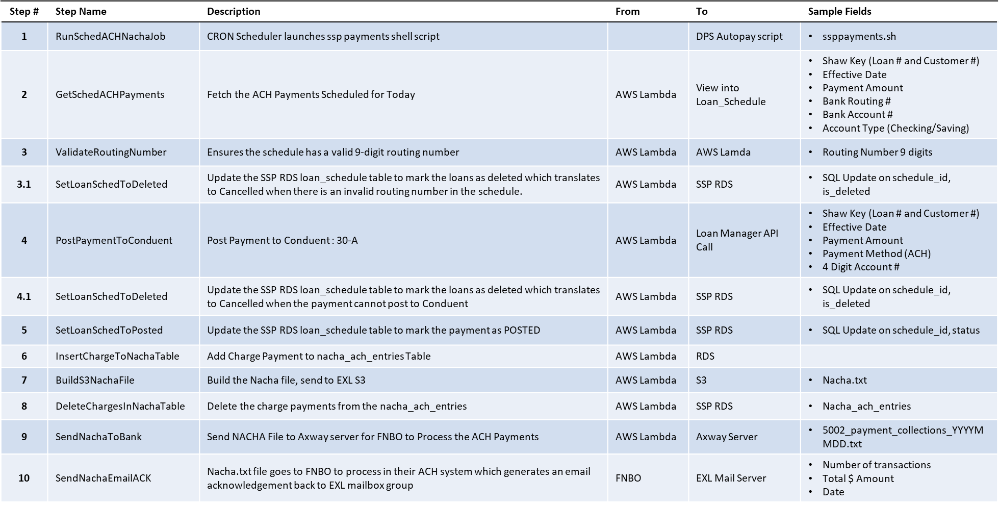 Step # Step Name Description From To Sample Fields
1 RunSchedACHNachaJob CRON Scheduler launches ssp payments shell script DPS Autopay script • ssppayments.sh
2 GetSchedACHPayments Fetch the ACH Payments Scheduled for Today AWS Lambda View into
Loan_Schedule
• Shaw Key (Loan # and Customer #)
• Effective Date
• Payment Amount
• Bank Routing #
• Bank Account #
• Account Type (Checking/Saving)
3 ValidateRoutingNumber Ensures the schedule has a valid 9-digit routing number AWS Lambda AWS Lamda • Routing Number 9 digits
3.1 SetLoanSchedToDeleted Update the SSP RDS loan_schedule table to mark the loans as deleted which translates
to Cancelled when there is an invalid routing number in the schedule.
AWS Lambda SSP RDS • SQL Update on schedule_id,
is_deleted
4 PostPaymentToConduent Post Payment to Conduent : 30-A AWS Lambda Loan Manager API
Call
• Shaw Key (Loan # and Customer #)
• Effective Date
• Payment Amount
• Payment Method (ACH)
• 4 Digit Account #
4.1 SetLoanSchedToDeleted Update the SSP RDS loan_schedule table to mark the loans as deleted which translates
to Cancelled when the payment cannot post to Conduent
AWS Lambda SSP RDS • SQL Update on schedule_id,
is_deleted
5 SetLoanSchedToPosted Update the SSP RDS loan_schedule table to mark the payment as POSTED AWS Lambda SSP RDS • SQL Update on schedule_id, status
6 InsertChargeToNachaTable Add Charge Payment to nacha_ach_entries Table AWS Lambda RDS
7 BuildS3NachaFile Build the Nacha file, send to EXL S3 AWS Lambda S3 • Nacha.txt
8 DeleteChargesInNachaTable Delete the charge payments from the nacha_ach_entries AWS Lambda SSP RDS • Nacha_ach_entries
9 SendNachaToBank Send NACHA File to Axway server for FNBO to Process the ACH Payments AWS Lambda Axway Server • 5002_payment_collections_YYYYM
MDD.txt
10 SendNachaEmailACK Nacha.txt file goes to FNBO to process in their ACH system which generates an email
acknowledgement back to EXL mailbox group
FNBO EXL Mail Server • Number of transactions
• Total $ Amount
• Date